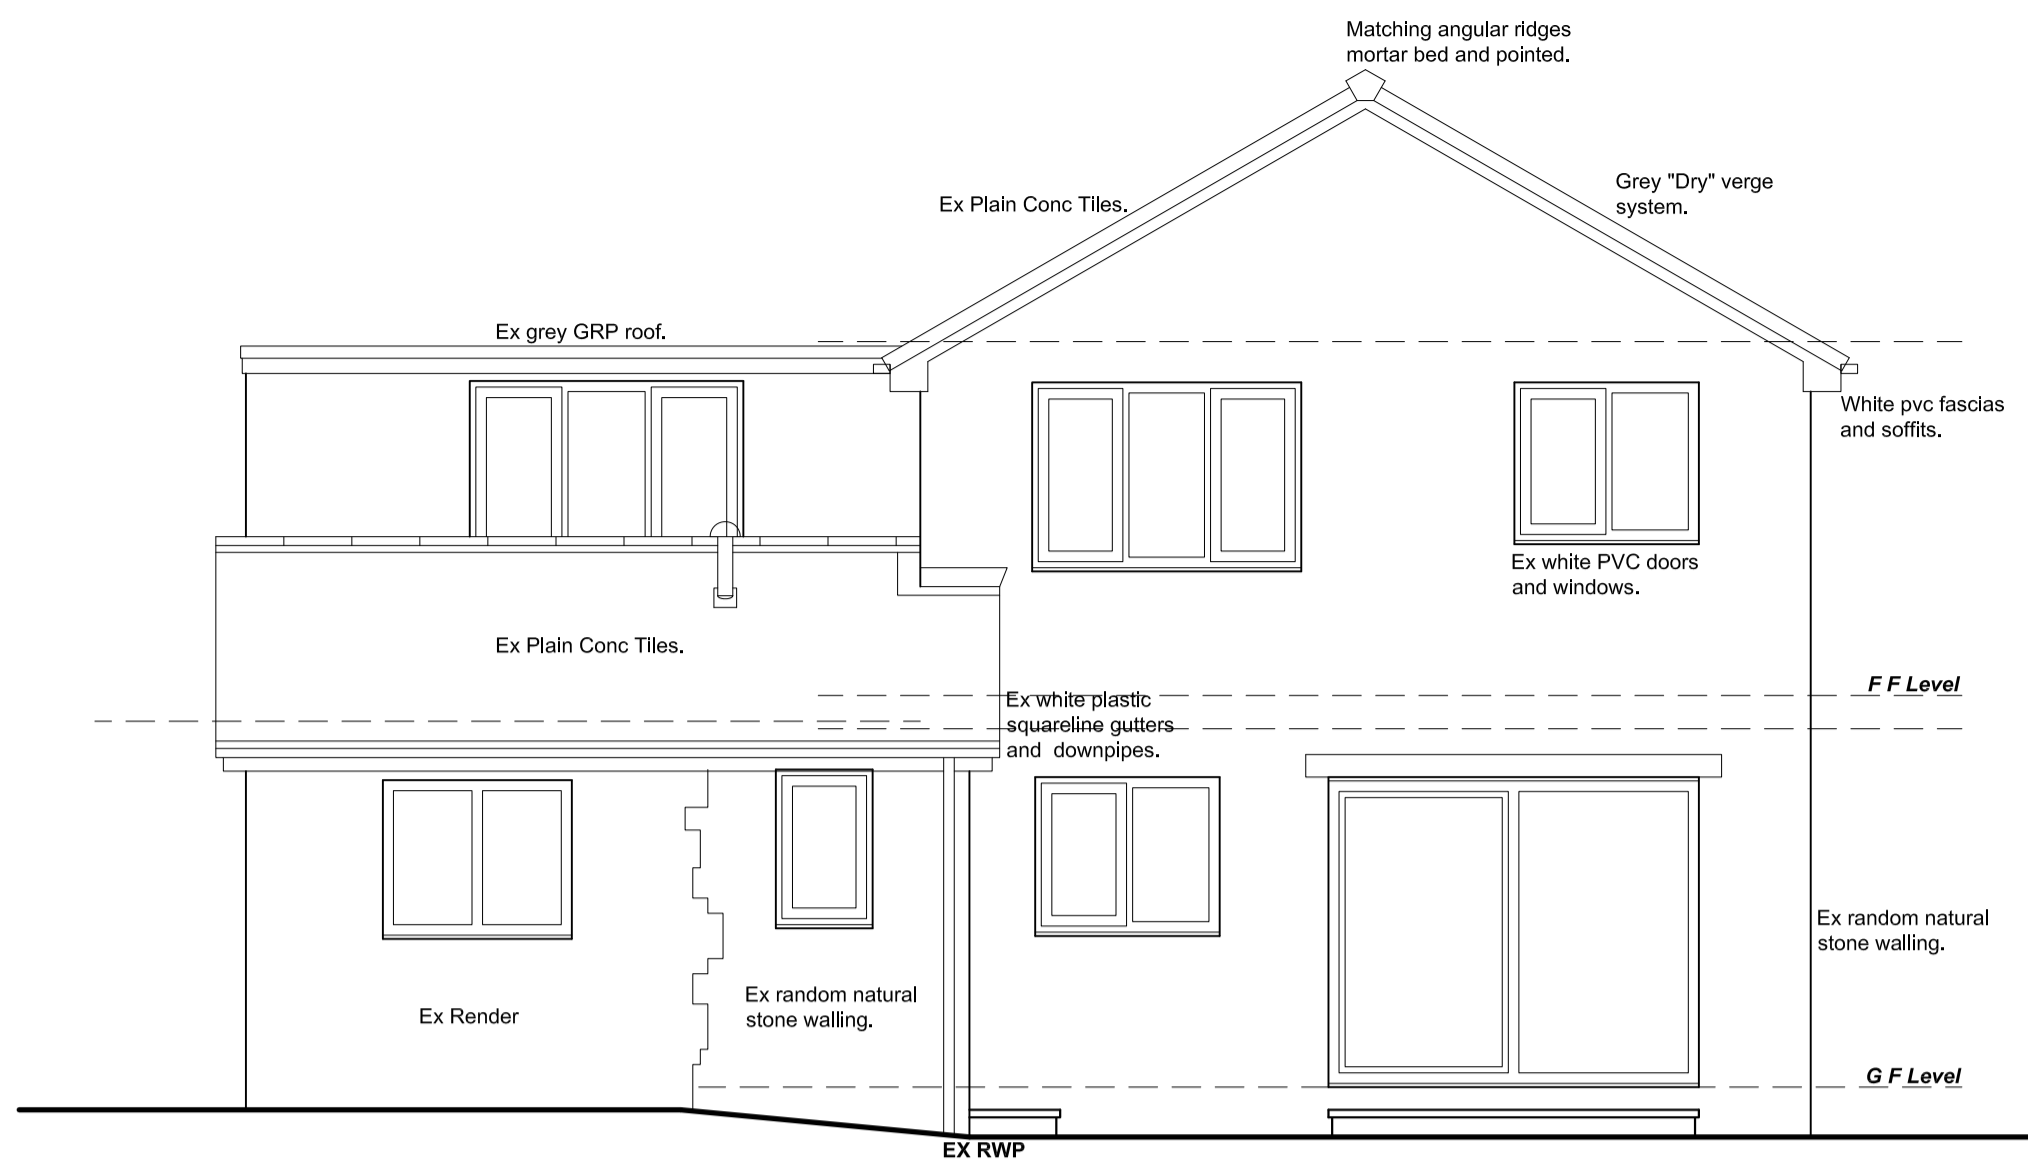 Matching angular ridges
mortar bed and pointed.
Ex Plain Conc Tiles.
Grey "Dry" verge
system.
Ex grey GRP roof.
White pvc fascias
and soffits.
Ex white PVC doors
and windows.
Ex Plain Conc Tiles.
F F Level
Ex white plastic
squareline gutters
and downpipes.
Ex random natural
stone walling.
Ex random natural
stone walling.
Ex Render
G F Level
EX RWP